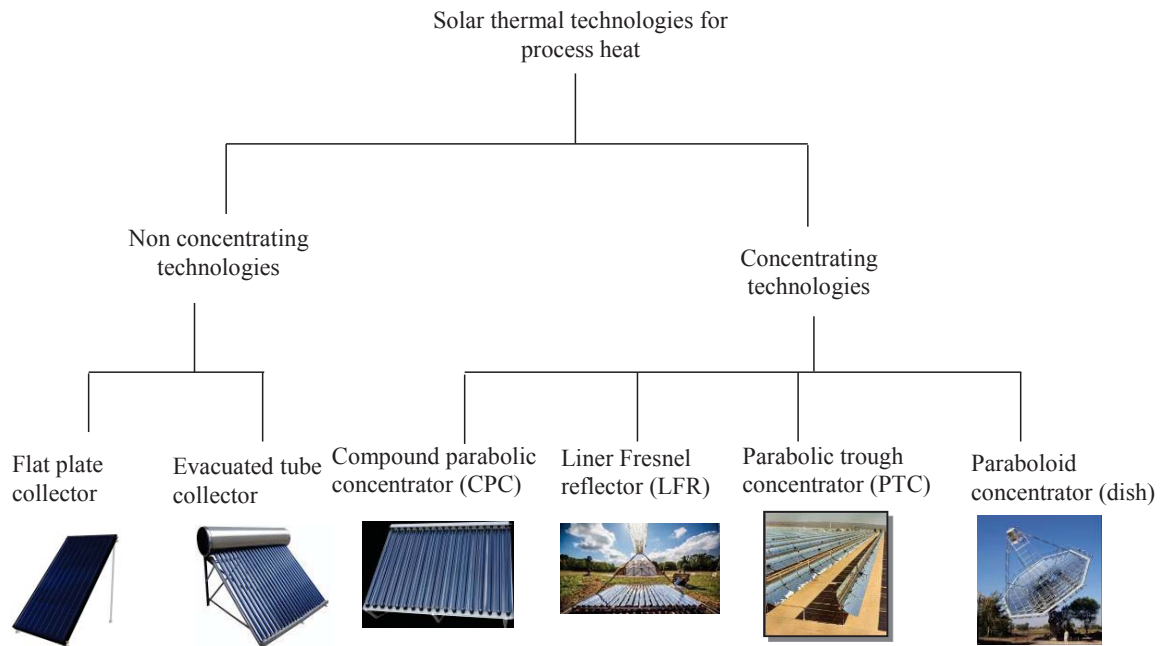 Solar thermal technologies for
process heat
Non concentrating
technologies
Concentrating
technologies
Flat plate
collector
Evacuated tube
collector
Compound parabolic
concentrator (CPC)
Liner Fresnel
reflector (LFR)
Parabolic trough
concentrator (PTC)
Paraboloid
concentrator (dish)